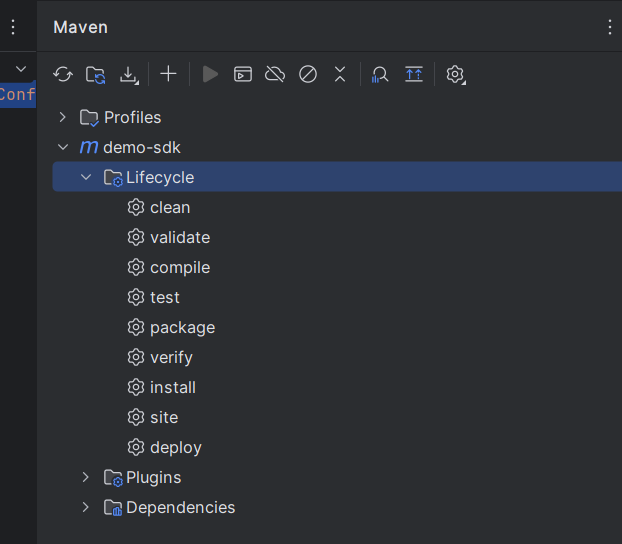 Maven
Conf
Profiles
m demo-sdk
Lifecycle
clean
validate
compile
test
package
verify
install
site
deploy
Plugins
Dependencies